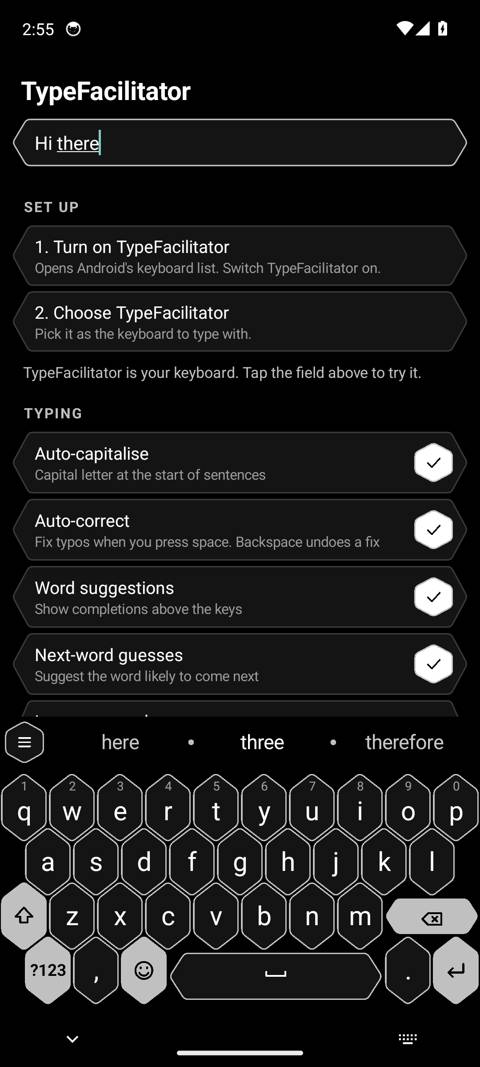 2:55
TypeFacilitator
Hi there
SET UP
1. Turn on TypeFacilitator
Opens Android's keyboard list. Switch TypeFacilitator on.
2. Choose TypeFacilitator
Pick it as the keyboard to type with.
TypeFacilitator is your keyboard. Tap the field above to try it.
TYPING
Auto-capitalise
Capital letter at the start of sentences
Auto-correct
Fix typos when you press space. Backspace undoes a fix
Word suggestions
Show completions above the keys
Next-word guesses
Suggest the word likely to come next
here • three • therefore
1 2 3 4 5 6 7 8 9 0
q w e r t y u i o p
a s d f g h j k l
z x c v b n m
?123 , .